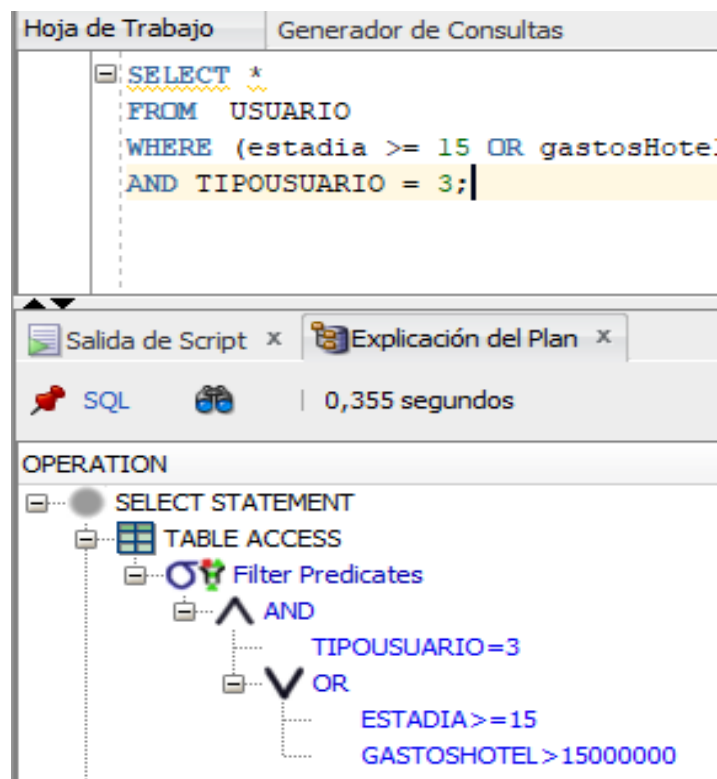 Hoja de Trabajo Generador de Consultas
SELECT *
FROM USUARIO
WHERE (estadia >= 15 OR gastosHotel
AND TIPOUSUARIO = 3;
Salida de Script x Explicación del Plan x
SQL 0,355 segundos
OPERATION
SELECT STATEMENT
TABLE ACCESS
Filter Predicates
AND
TIPOUSUARIO=3
OR
ESTADIA>=15
GASTOSHOTEL>15000000